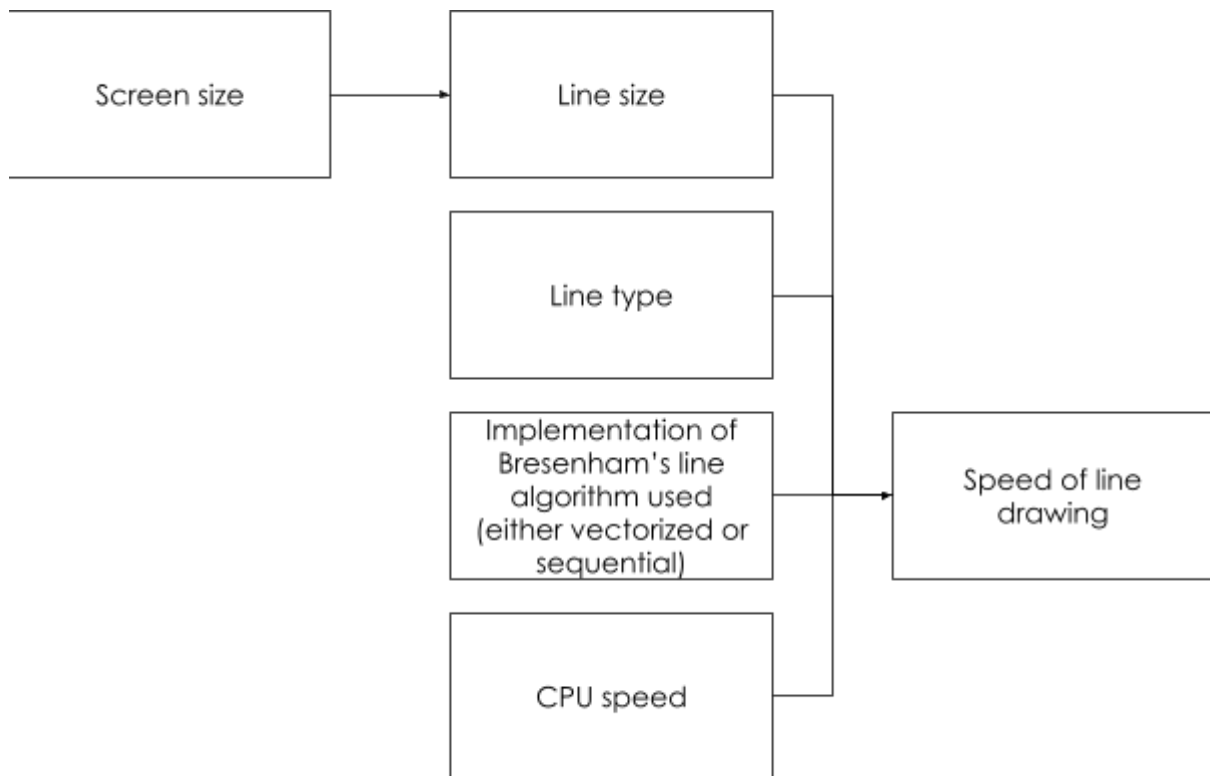 Screen size
Line size
Line type
Implementation of
Bresenham’s line
algorithm used
(either vectorized or
sequential)
Speed of line
drawing
CPU speed